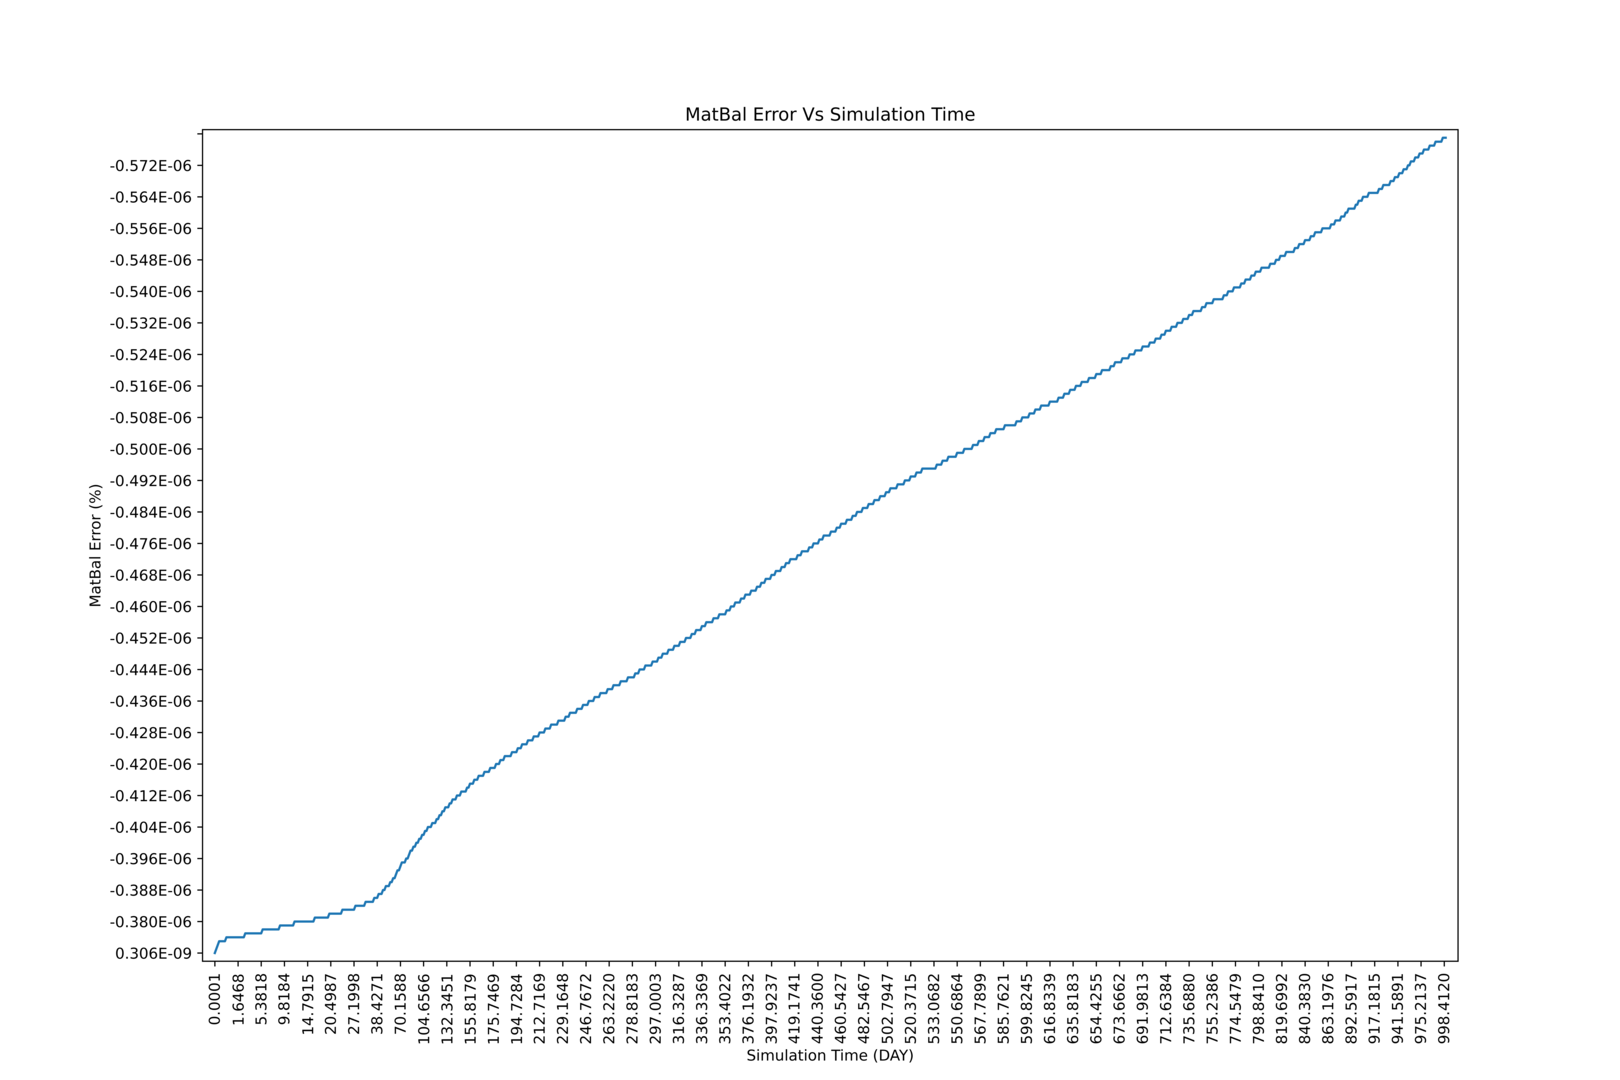 MatBal Error Vs Simulation Time
-0.572E-06
-0.564E-06
-0.556E-06
-0.548E-06
-0.540E-06
-0.532E-06
-0.524E-06
-0.516E-06
-0.508E-06
-0.500E-06
-0.492E-06
-0.484E-06
-0.476E-06
-0.468E-06
-0.460E-06
-0.452E-06
-0.444E-06
-0.436E-06
-0.428E-06
-0.420E-06
-0.412E-06
-0.404E-06
-0.396E-06
-0.388E-06
-0.380E-06
0.306E-09
MatBal Error (%)
0.0001
1.6468
5.3818
9.8184
14.7915
20.4987
27.1998
38.4271
70.1588
104.6566
132.3451
155.8179
175.7469
194.7284
212.7169
229.1648
246.7672
263.2220
278.8183
297.0003
316.3287
336.3369
353.4022
376.1932
397.9237
419.1741
440.3600
460.5427
482.5467
502.7947
520.3715
533.0682
550.6864
567.7899
585.7621
599.8245
616.8339
635.8183
654.4255
673.6662
691.9813
712.6384
735.6880
755.2386
774.5479
798.8410
819.6992
840.3830
863.1976
892.5917
917.1815
941.5891
975.2137
998.4120
Simulation Time (DAY)